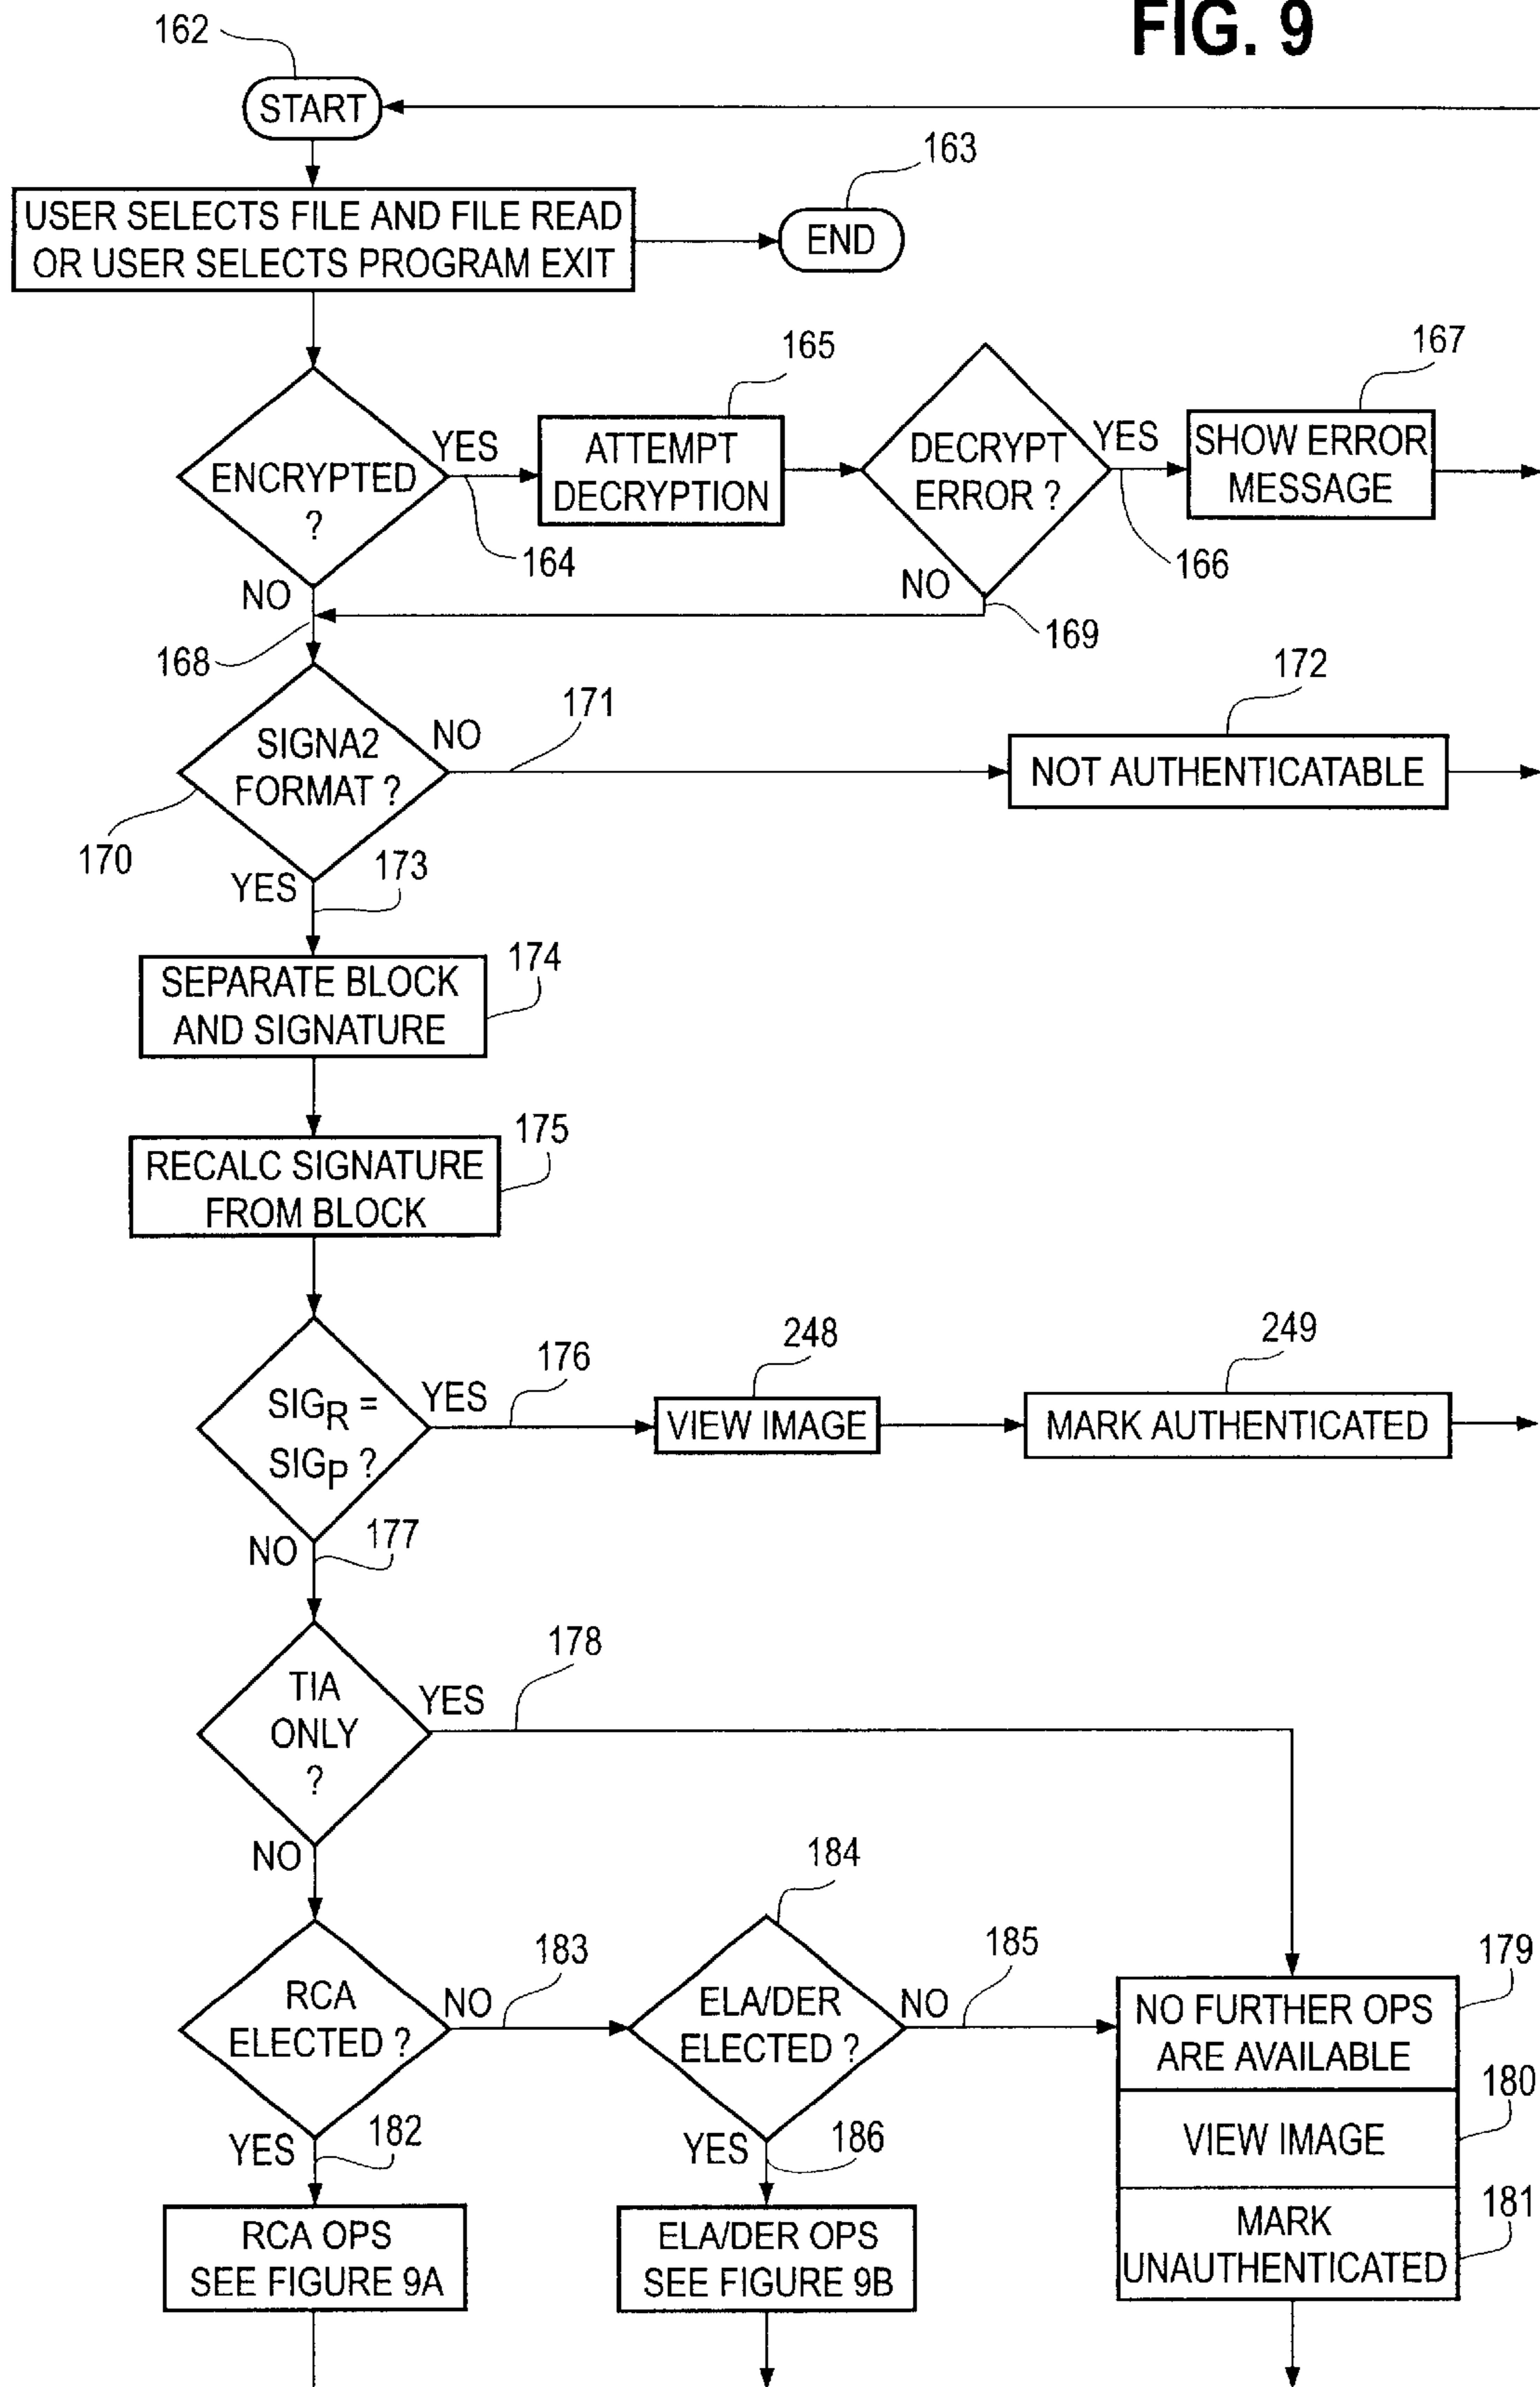 FIG. 9
162
START
163
USER SELECTS FILE AND FILE READ
OR USER SELECTS PROGRAM EXIT
END
165
167
ENCRYPTED
?
YES
ATTEMPT
DECRYPTION
DECRYPT
ERROR ?
YES
SHOW ERROR
MESSAGE
164
166
NO
NO
168
169
172
171
SIGNA2
FORMAT ?
NO
NOT AUTHENTICATABLE
170
173
YES
174
SEPARATE BLOCK
AND SIGNATURE
175
RECALC SIGNATURE
FROM BLOCK
176
248
249
SIGR =
SIGP ?
YES
VIEW IMAGE
MARK AUTHENTICATED
177
NO
178
TIA
ONLY
?
YES
NO
184
183
185
179
RCA
ELECTED ?
NO
ELA/DER
ELECTED ?
NO
NO FURTHER OPS
ARE AVAILABLE
180
YES
182
YES
186
VIEW IMAGE
181
RCA OPS
SEE FIGURE 9A
ELA/DER OPS
SEE FIGURE 9B
MARK
UNAUTHENTICATED